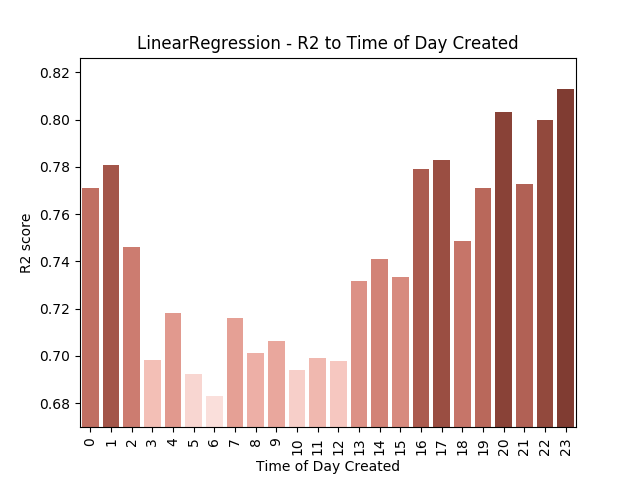 LinearRegression - R2 to Time of Day Created
R2 score
0.82
0.80
0.78
0.76
0.74
0.72
0.70
0.68
0 1 2 3 4 5 6 7 8 9 10 11 12 13 14 15 16 17 18 19 20 21 22 23
Time of Day Created